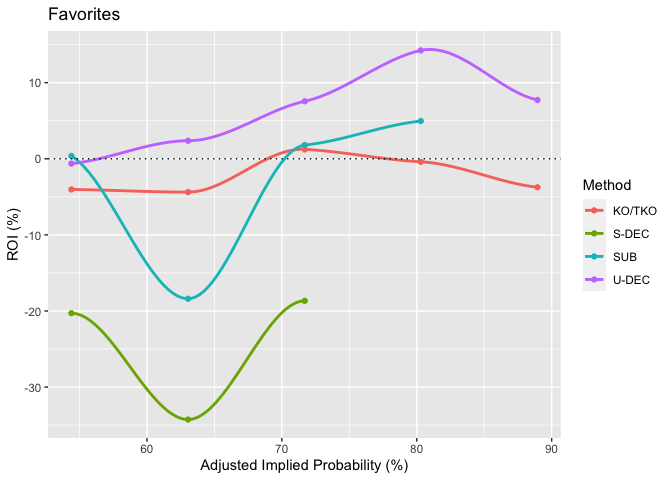 Favorites
10
0
-10
-20
-30
ROI (%)
60
70
80
90
Adjusted Implied Probability (%)
Method
KO/TKO
S-DEC
SUB
U-DEC